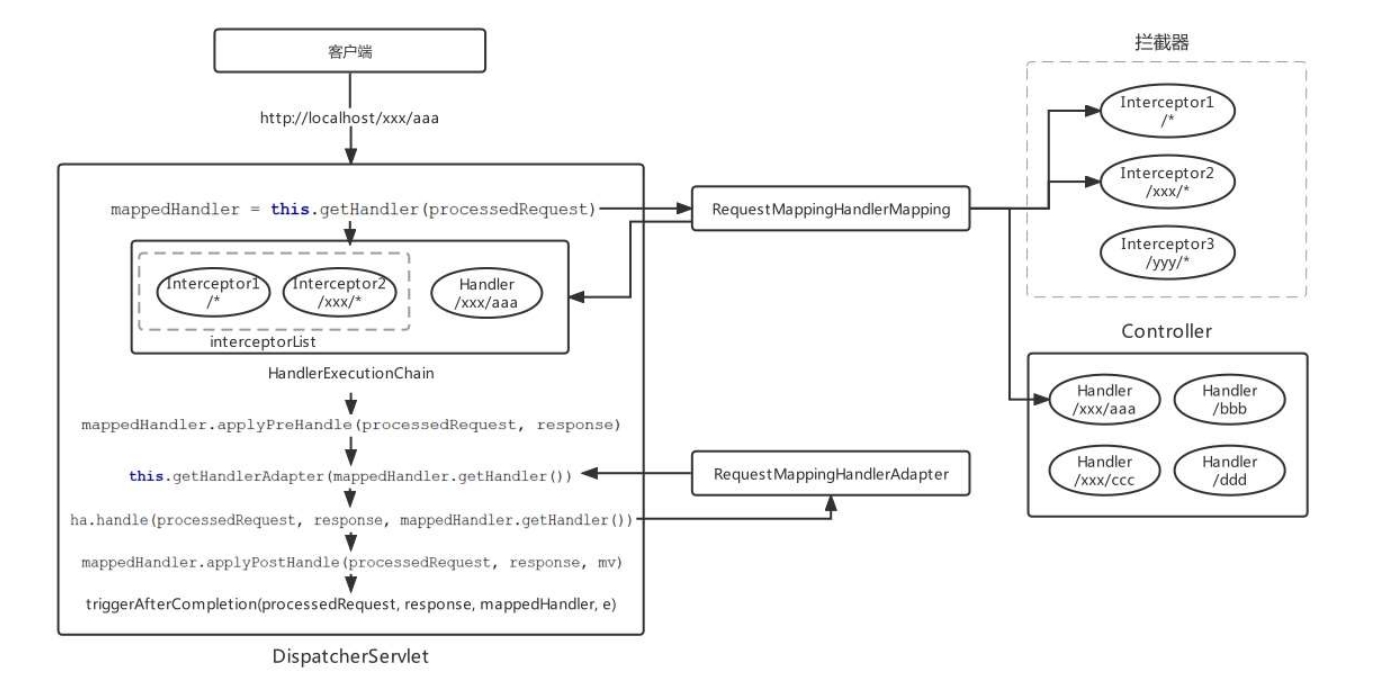 客户端
http://localhost/xxx/aaa
mappedHandler = this.getHandler(processedRequest)
Interceptor1
/*
Interceptor2
/xxx/*
Handler
/xxx/aaa
interceptorList
HandlerExecutionChain
mappedHandler.applyPreHandle(processedRequest, response)
this.getHandlerAdapter(mappedHandler.getHandler())
ha.handle(processedRequest, response, mappedHandler.getHandler())
mappedHandler.applyPostHandle(processedRequest, response, mv)
triggerAfterCompletion(processedRequest, response, mappedHandler, e)
DispatcherServlet
RequestMappingHandlerMapping
RequestMappingHandlerAdapter
拦截器
Interceptor1
/*
Interceptor2
/xxx/*
Interceptor3
/yyy/*
Controller
Handler
/xxx/aaa
Handler
/bbb
Handler
/xxx/ccc
Handler
/ddd